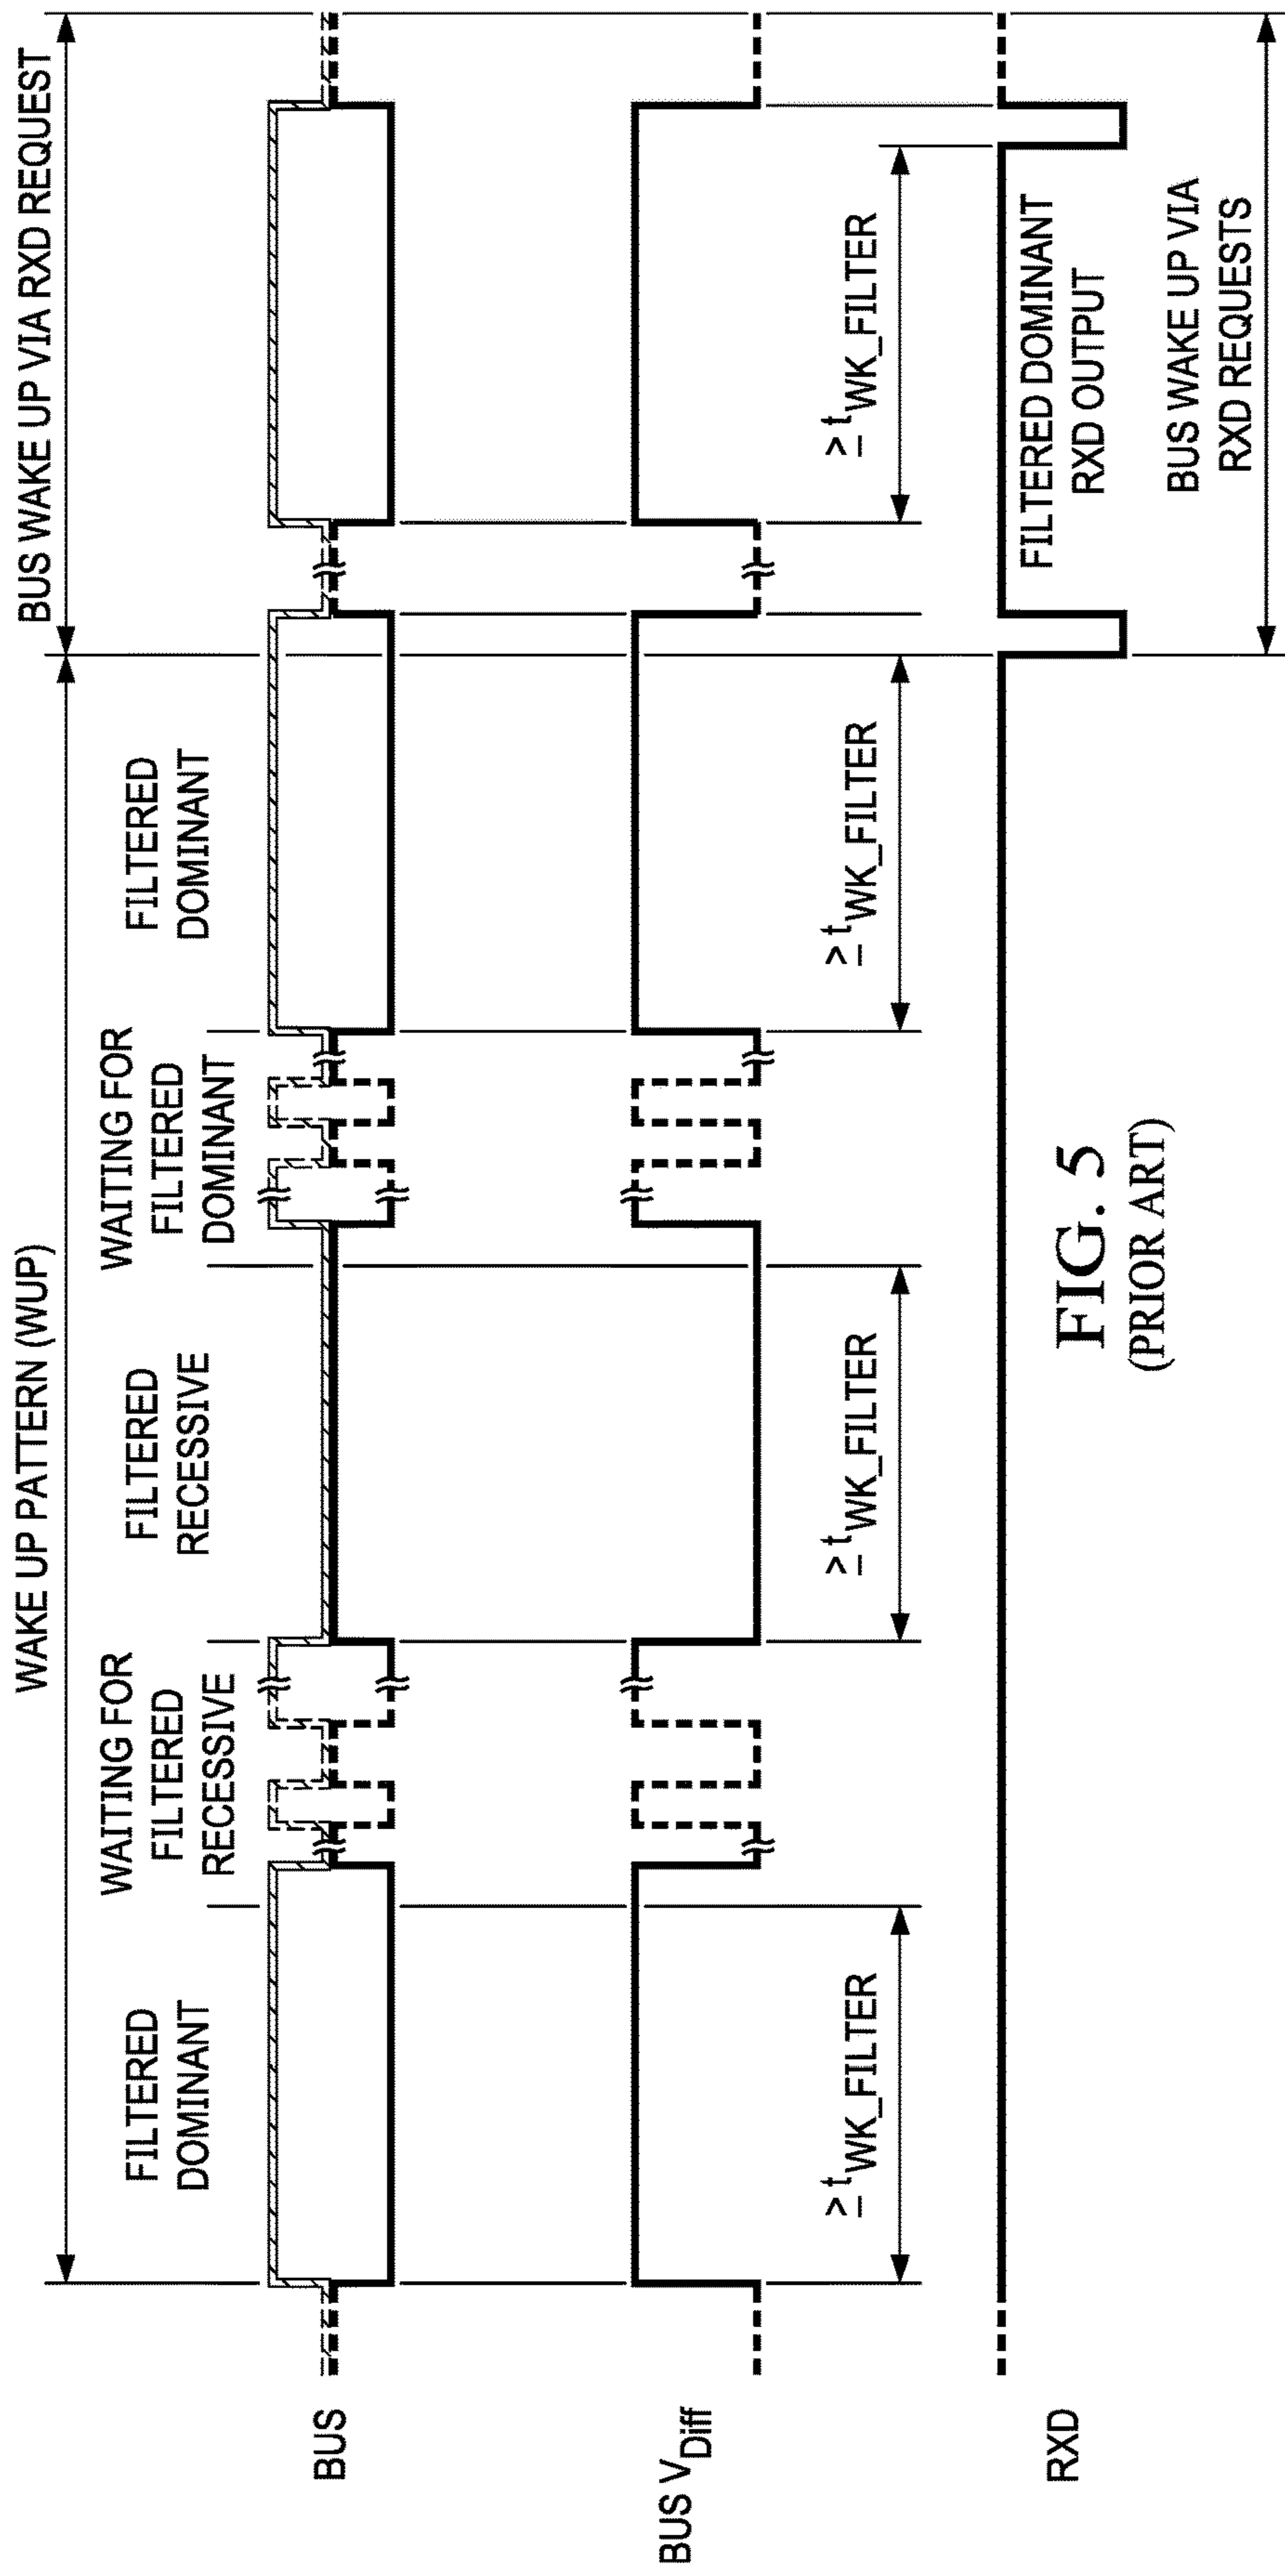 WAKE UP PATTERN (WUP)
BUS WAKE UP VIA RXD REQUEST
FILTERED
DOMINANT
WAITING FOR
FILTERED
RECESSIVE
FILTERED
RECESSIVE
WAITING FOR
FILTERED
DOMINANT
FILTERED
DOMINANT
BUS
BUS VDiff
≥ tWK_FILTER
≥ tWK_FILTER
≥ tWK_FILTER
≥ tWK_FILTER
RXD
FILTERED DOMINANT
RXD OUTPUT
BUS WAKE UP VIA
RXD REQUESTS
FIG. 5
(PRIOR ART)